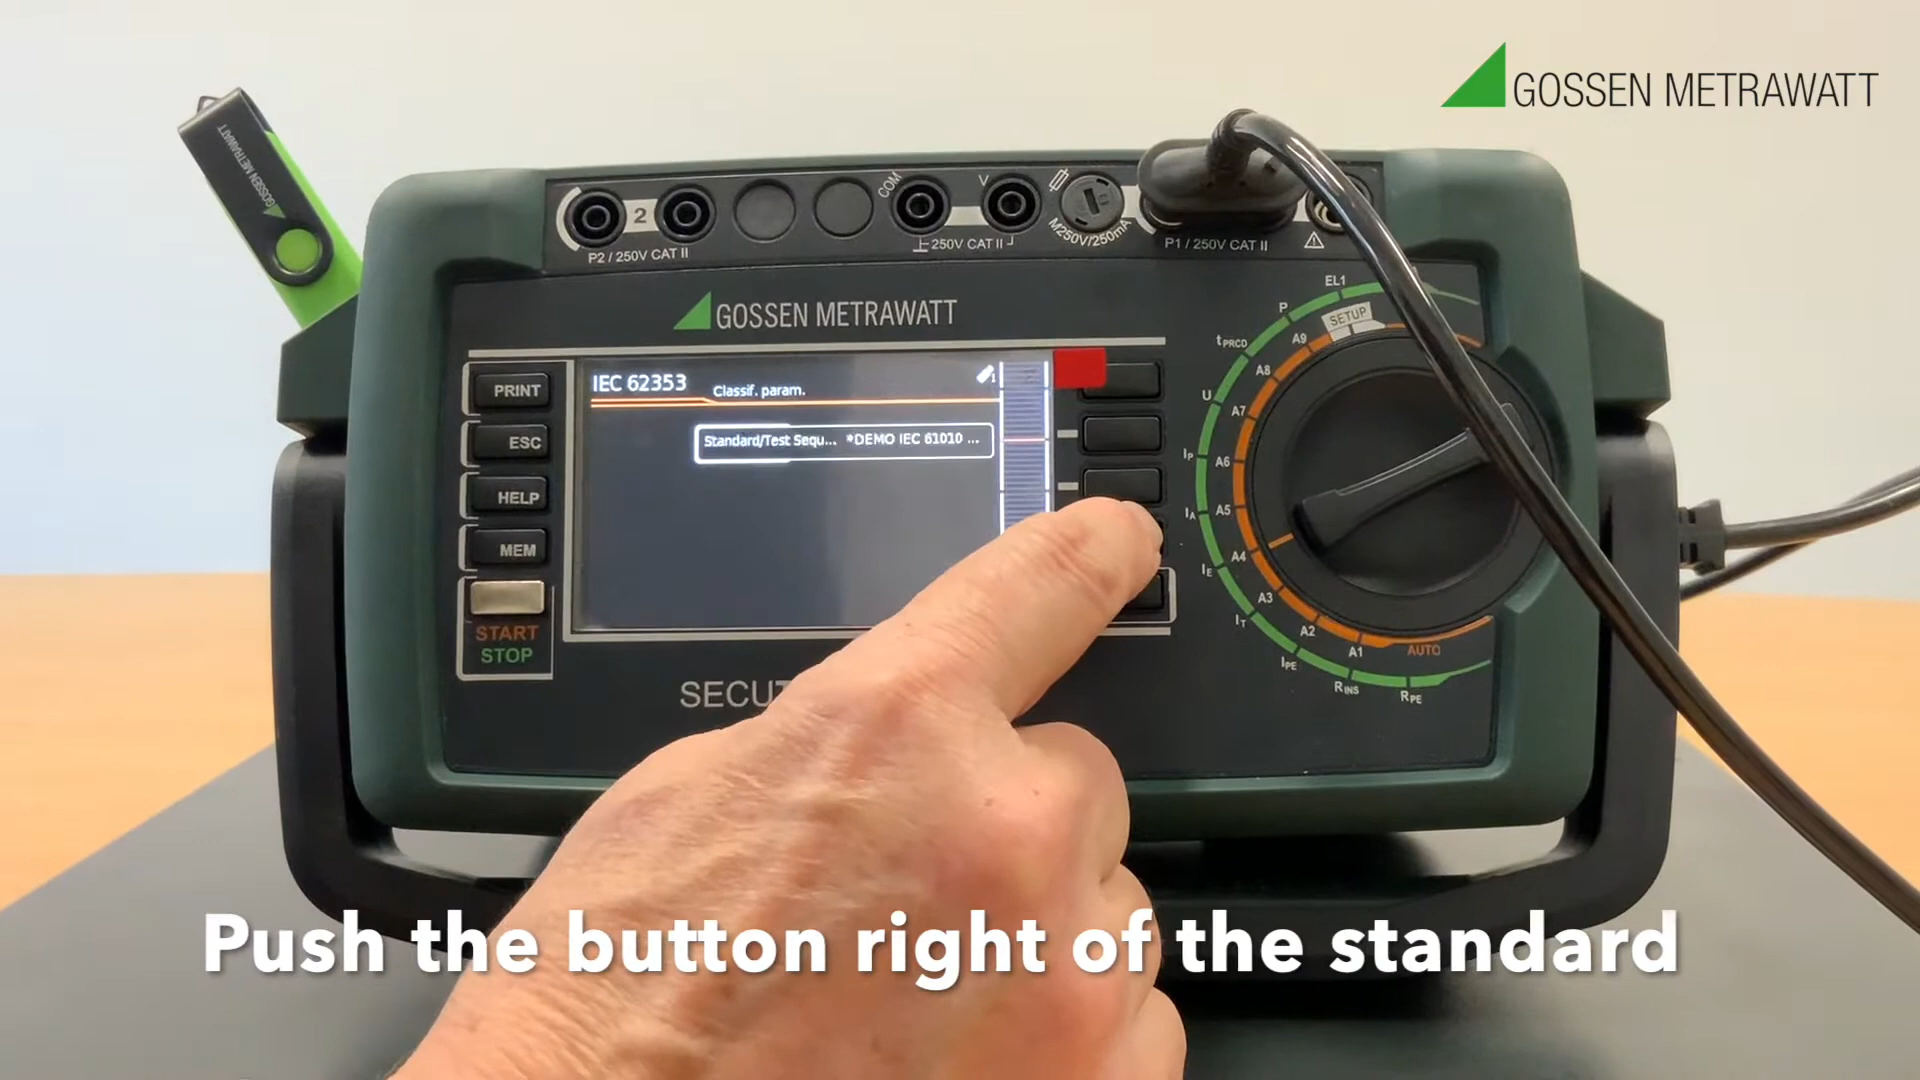 GOSSEN METRAWATT
GOSSEN METRAWATT
2
COM
V
P2 / 250V CAT II
250V CAT II
M250V/250mA
P1 / 250V CAT II
GOSSEN METRAWATT
PRINT
ESC
HELP
MEM
START
STOP
IEC 62353
Classif. param.
1
Standard/Test Sequ... *DEMO IEC 61010 ...
EL1
P
tPRCD
U
IP
IA
IE
IT
IPE
RINS
RPE
SETUP
A9
A8
A7
A6
A5
A4
A3
A2
A1
AUTO
Push the button right of the standard